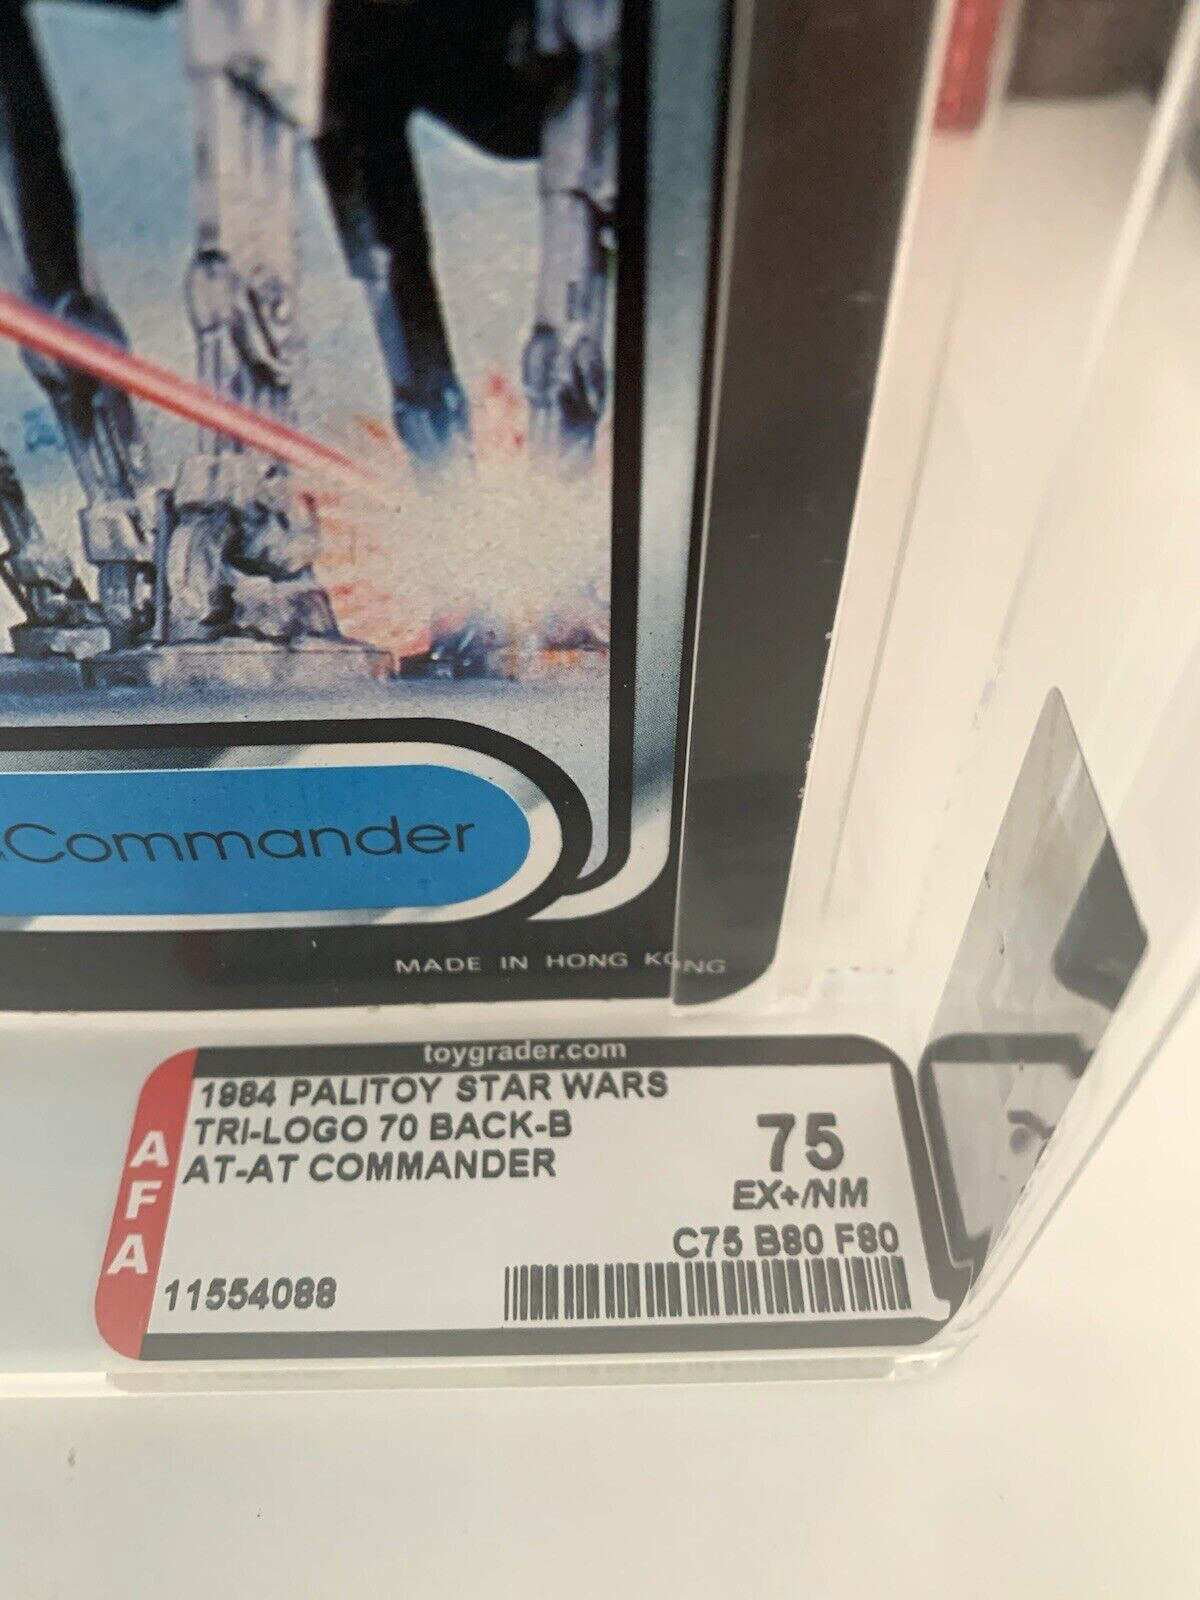 Commander
MADE IN HONG KONG
toygrader.com
AFA
1984 PALITOY STAR WARS
TRI-LOGO 70 BACK-B
AT-AT COMMANDER
75
EX+/NM
C75 B80 F80
11554088